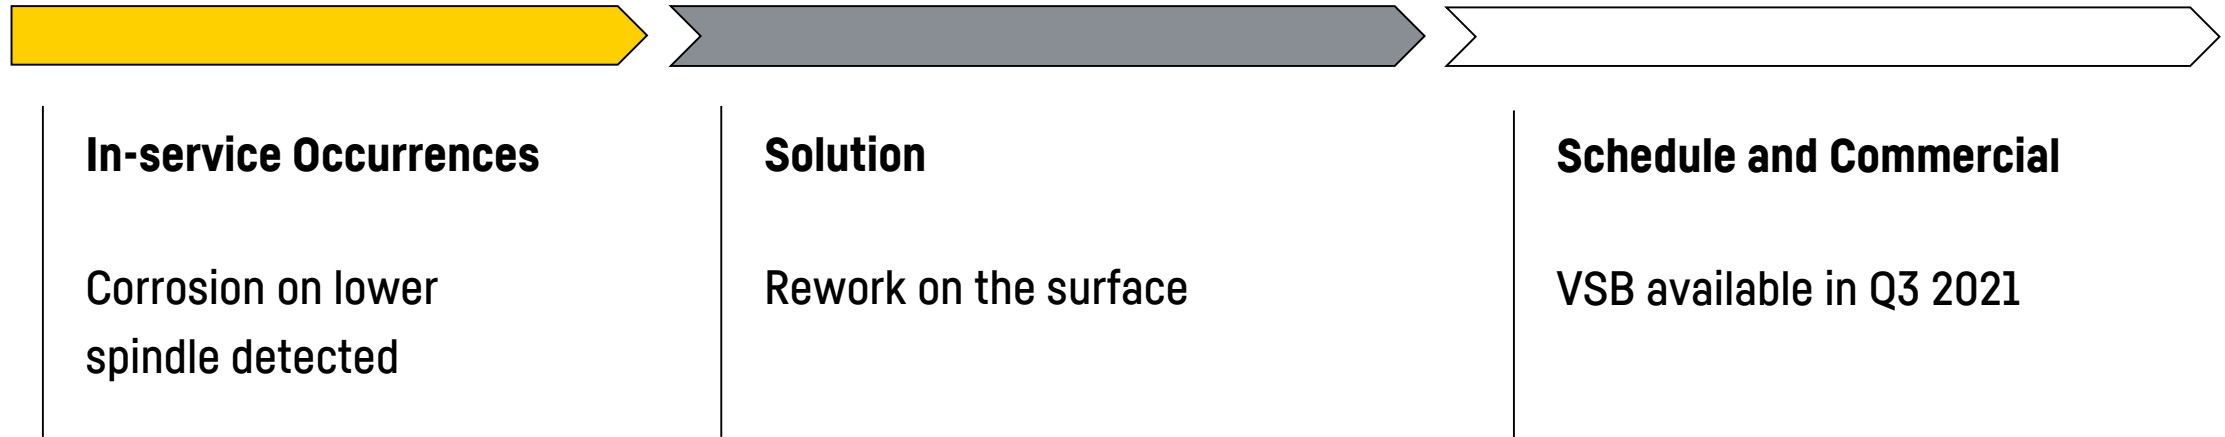 In-service Occurrences
Corrosion on lower
spindle detected
Solution
Rework on the surface
Schedule and Commercial
VSB available in Q3 2021